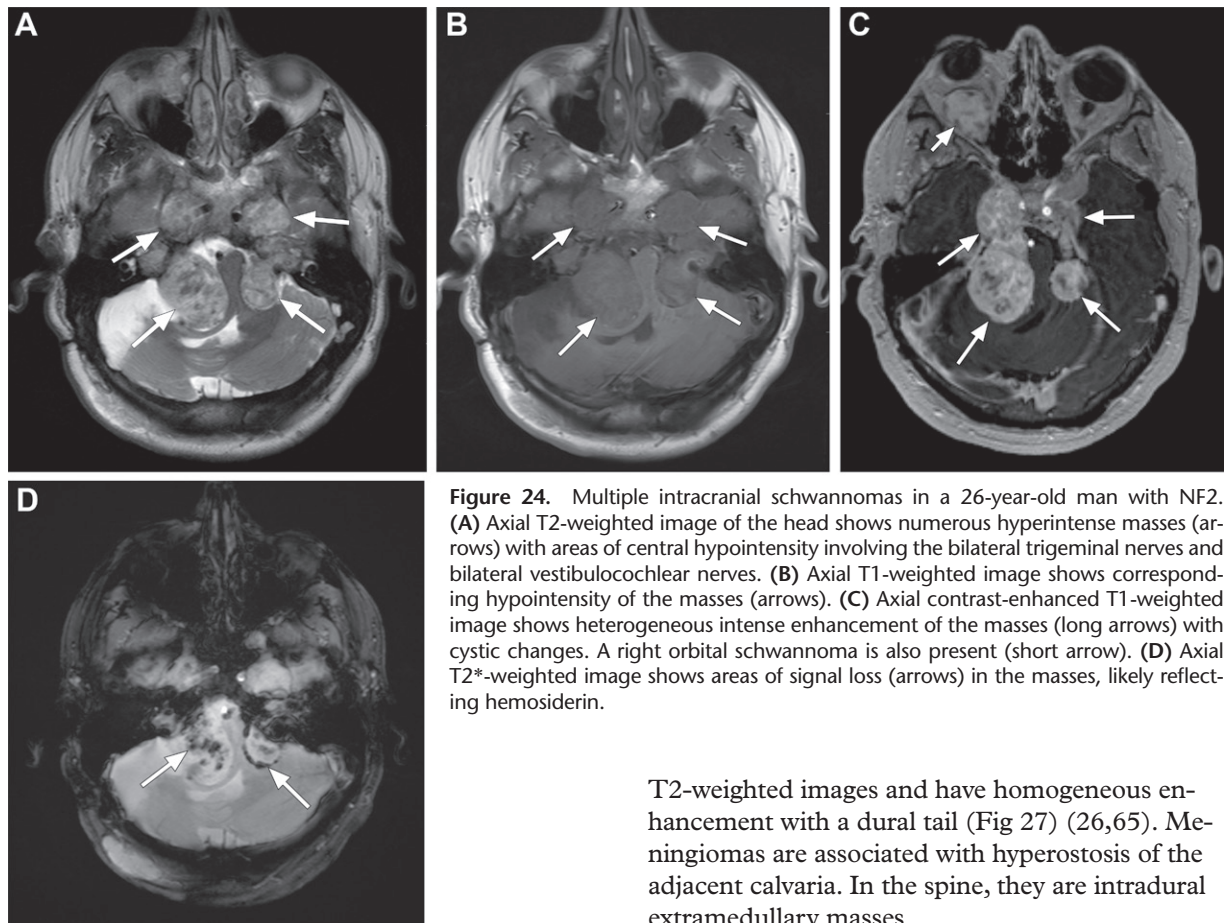 A
B
C
D
Figure 24. Multiple intracranial schwannomas in a 26-year-old man with NF2.
(A) Axial T2-weighted image of the head shows numerous hyperintense masses (ar-
rows) with areas of central hypointensity involving the bilateral trigeminal nerves and
bilateral vestibulocochlear nerves. (B) Axial T1-weighted image shows correspond-
ing hypointensity of the masses (arrows). (C) Axial contrast-enhanced T1-weighted
image shows heterogeneous intense enhancement of the masses (long arrows) with
cystic changes. A right orbital schwannoma is also present (short arrow). (D) Axial
T2*-weighted image shows areas of signal loss (arrows) in the masses, likely reflect-
ing hemosiderin.
T2-weighted images and have homogeneous en-
hancement with a dural tail (Fig 27) (26,65). Me-
ningiomas are associated with hyperostosis of the
adjacent calvaria. In the spine, they are intradural
extramedullary masses